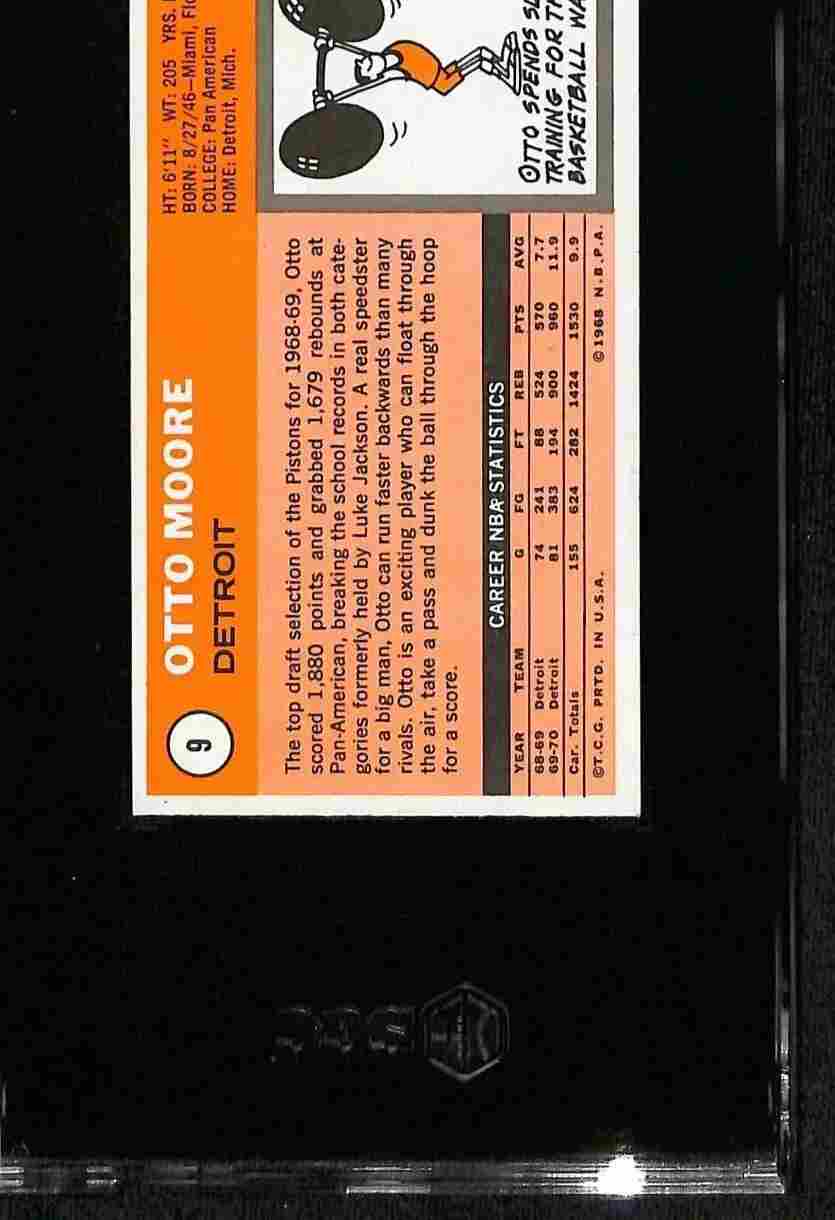 9
OTTO MOORE
DETROIT
HT: 6'11" WT: 205 YRS.
BORN: 8/27/46—Miami,
COLLEGE: Pan American
HOME: Detroit, Mich.
The top draft selection of the Pistons for 1968-69, Otto
scored 1,880 points and grabbed 1,679 rebounds at
Pan-American, breaking the school records in both cate-
gories formerly held by Luke Jackson. A real speedster
for a big man, Otto can run faster backwards than many
rivals. Otto is an exciting player who can float through
the air, take a pass and dunk the ball through the hoop
for a score.
OTTO SPENDS
TRAINING FOR
BASKETBALL
CAREER NBA STATISTICS
YEAR TEAM G FG FT REB PTS AVG
68-69 Detroit 74 241 88 524 570 7.7
69-70 Detroit 81 383 194 900 960 11.9
Car. Totals 155 624 282 1424 1530 9.9
©T.C.G. PRTD. IN U.S.A. ©1968 N.B.P.A.
SGC